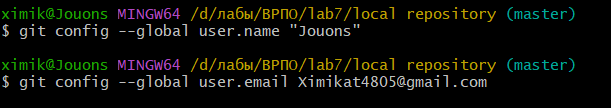 ximik@Jouons MINGW64 /d/лабы/ВРПО/lab7/local repository (master)
$ git config --global user.name "Jouons"
ximik@Jouons MINGW64 /d/лабы/ВРПО/lab7/local repository (master)
$ git config --global user.email Ximikat4805@gmail.com